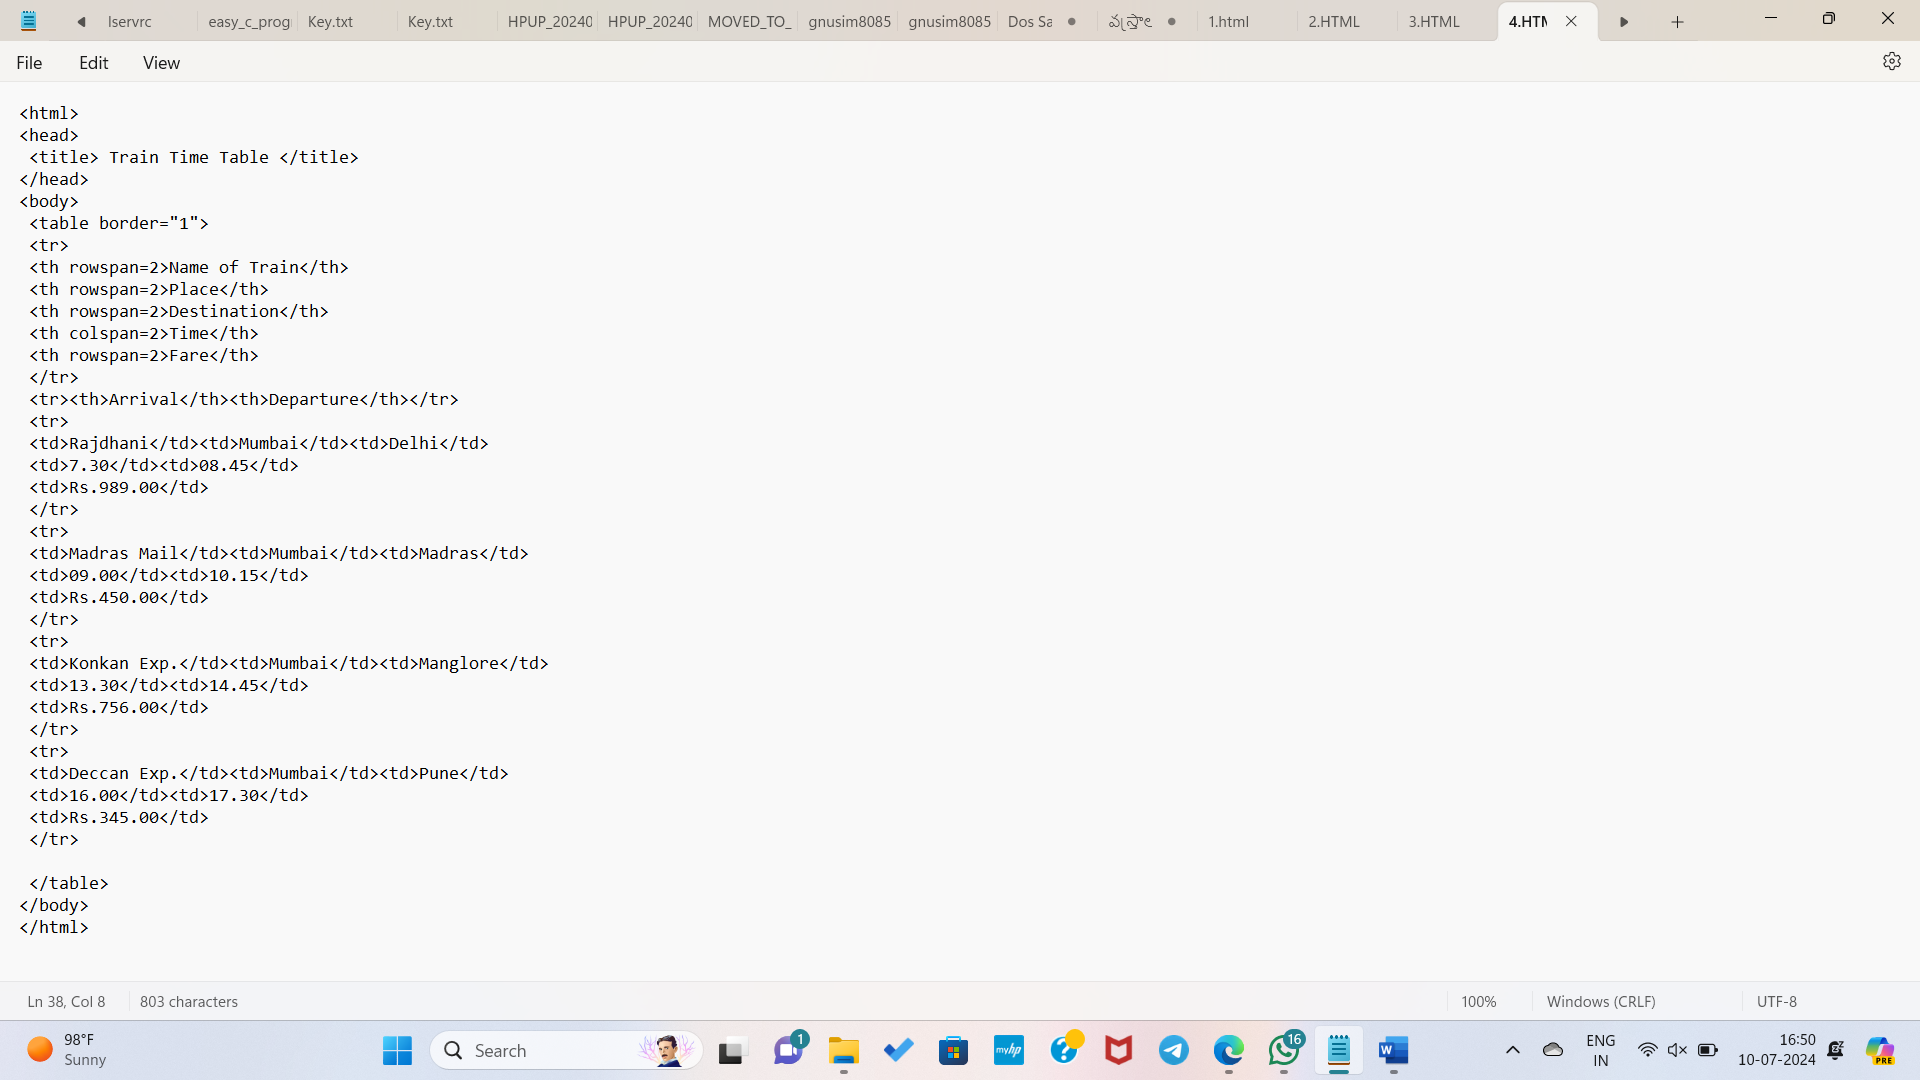 lservrc easy_c_prog Key.txt Key.txt HPUP_20240 HPUP_20240 MOVED_TO_ gnusim8085 gnusim8085 Dos Sa 1.html 2.HTML 3.HTML 4.HTM
File Edit View
<html>
<head>
 <title> Train Time Table </title>
</head>
<body>
 <table border="1">
 <tr>
 <th rowspan=2>Name of Train</th>
 <th rowspan=2>Place</th>
 <th rowspan=2>Destination</th>
 <th colspan=2>Time</th>
 <th rowspan=2>Fare</th>
 </tr>
 <tr><th>Arrival</th><th>Departure</th></tr>
 <tr>
 <td>Rajdhani</td><td>Mumbai</td><td>Delhi</td>
 <td>7.30</td><td>08.45</td>
 <td>Rs.989.00</td>
 </tr>
 <tr>
 <td>Madras Mail</td><td>Mumbai</td><td>Madras</td>
 <td>09.00</td><td>10.15</td>
 <td>Rs.450.00</td>
 </tr>
 <tr>
 <td>Konkan Exp.</td><td>Mumbai</td><td>Manglore</td>
 <td>13.30</td><td>14.45</td>
 <td>Rs.756.00</td>
 </tr>
 <tr>
 <td>Deccan Exp.</td><td>Mumbai</td><td>Pune</td>
 <td>16.00</td><td>17.30</td>
 <td>Rs.345.00</td>
 </tr>
 </table>
</body>
</html>
Ln 38, Col 8 803 characters 100% Windows (CRLF) UTF-8
98°F
Sunny
Search
1
myhp
16
W
ENG
IN
16:50
10-07-2024
PRE